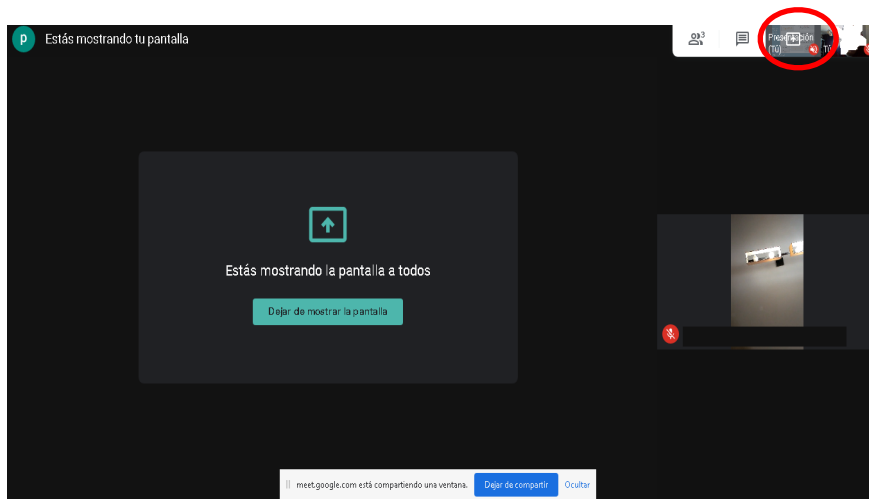 p
Estás mostrando tu pantalla
3
Presentación
(Tú)
Tú
Estás mostrando la pantalla a todos
Dejar de mostrar la pantalla
meet.google.com está compartiendo una ventana.
Dejar de compartir
Ocultar